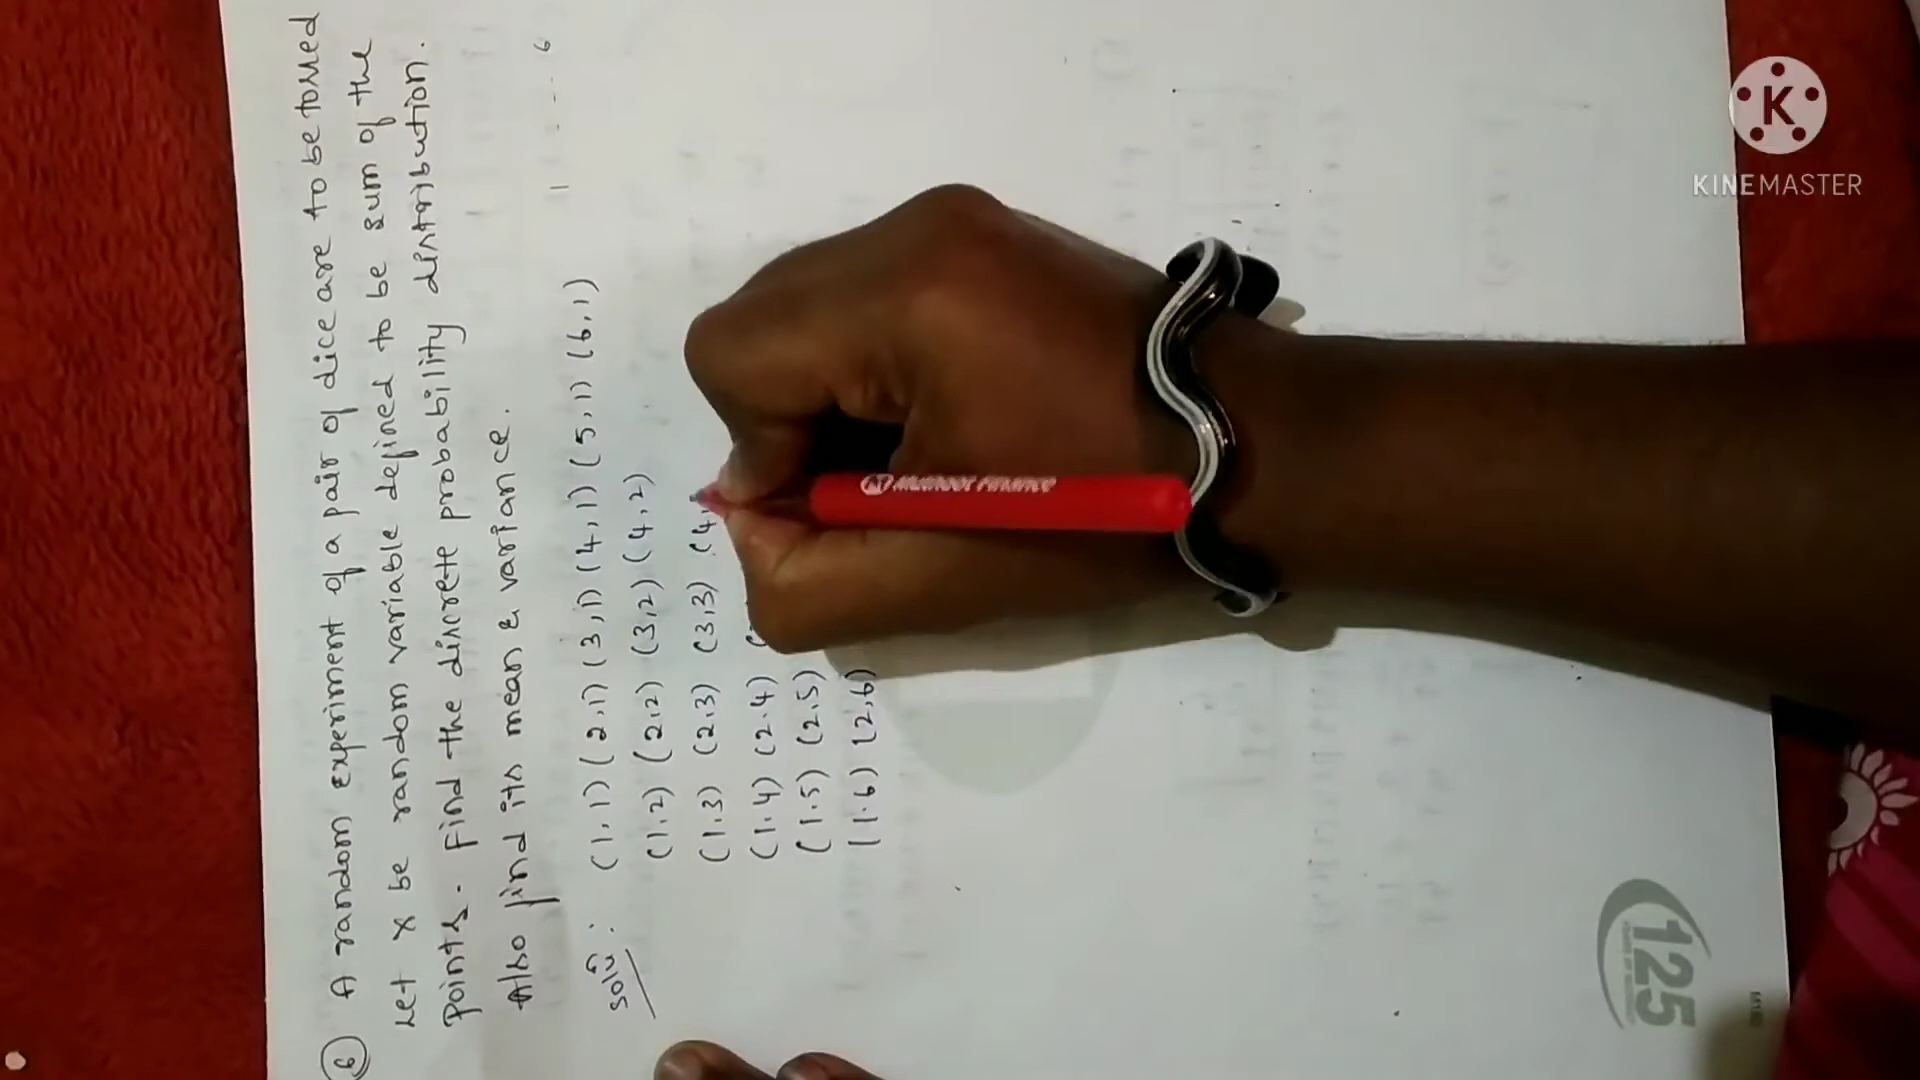 6 A random experiment of a pair of dice are to be tossed
Let x be random variable defined to be sum of the
Points. Find the discrete probability distribution.
Also find its mean & variance.
1 - - - - 6
soln: (1,1) (2,1) (3,1) (4,1) (5,1) (6,1)
(1,2) (2,2) (3,2) (4,2)
(1,3) (2,3) (3,3) (4,
(1,4) (2,4)
(1,5) (2,5)
(1,6) (2,6)
125
KINEMASTER